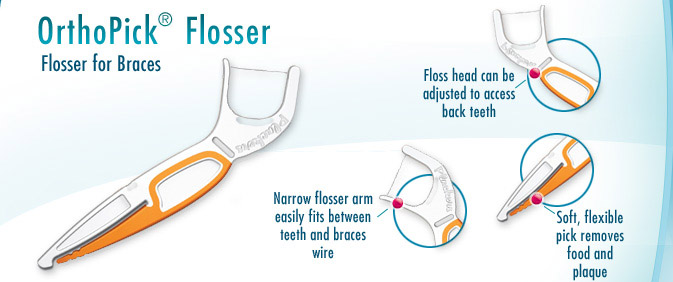 OrthoPick® Flosser
Flosser for Braces
Floss head can be
adjusted to access
back teeth
Narrow flosser arm
easily fits between
teeth and braces
wire
Soft, flexible
pick removes
food and
plaque